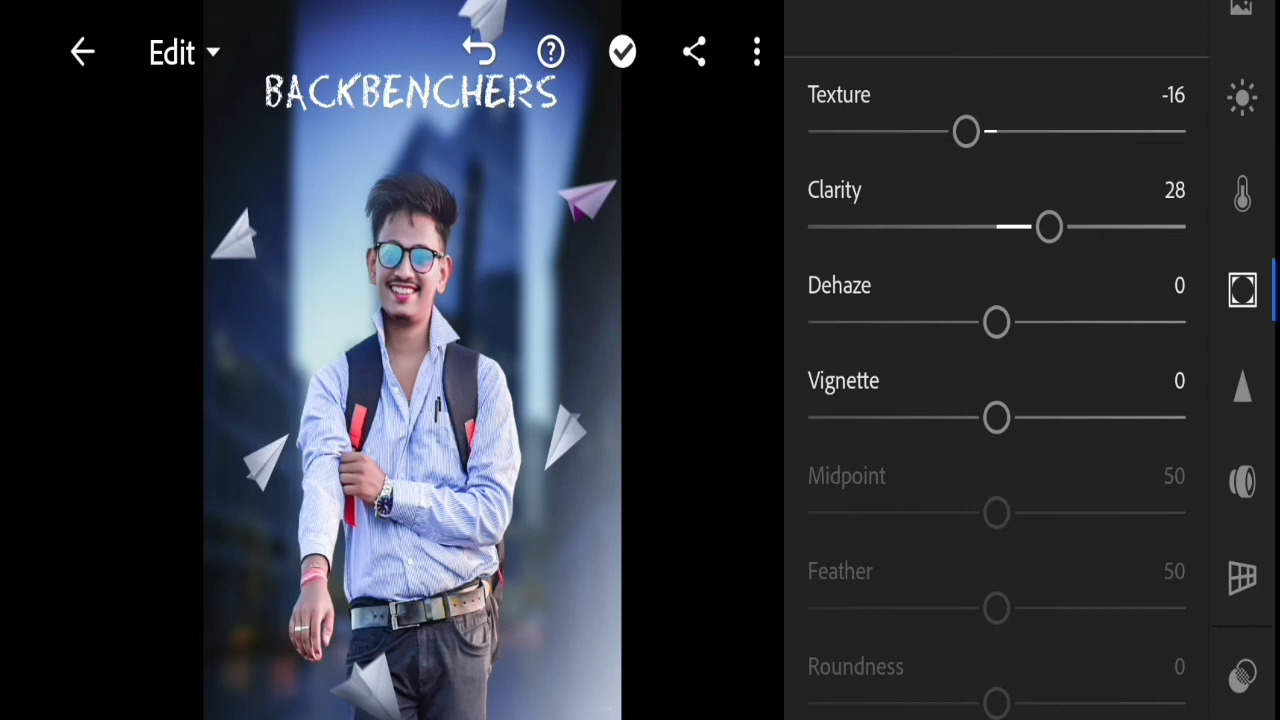 Edit
BACKBENCHERS
Texture -16
Clarity 28
Dehaze 0
Vignette 0
Midpoint 50
Feather 50
Roundness 0